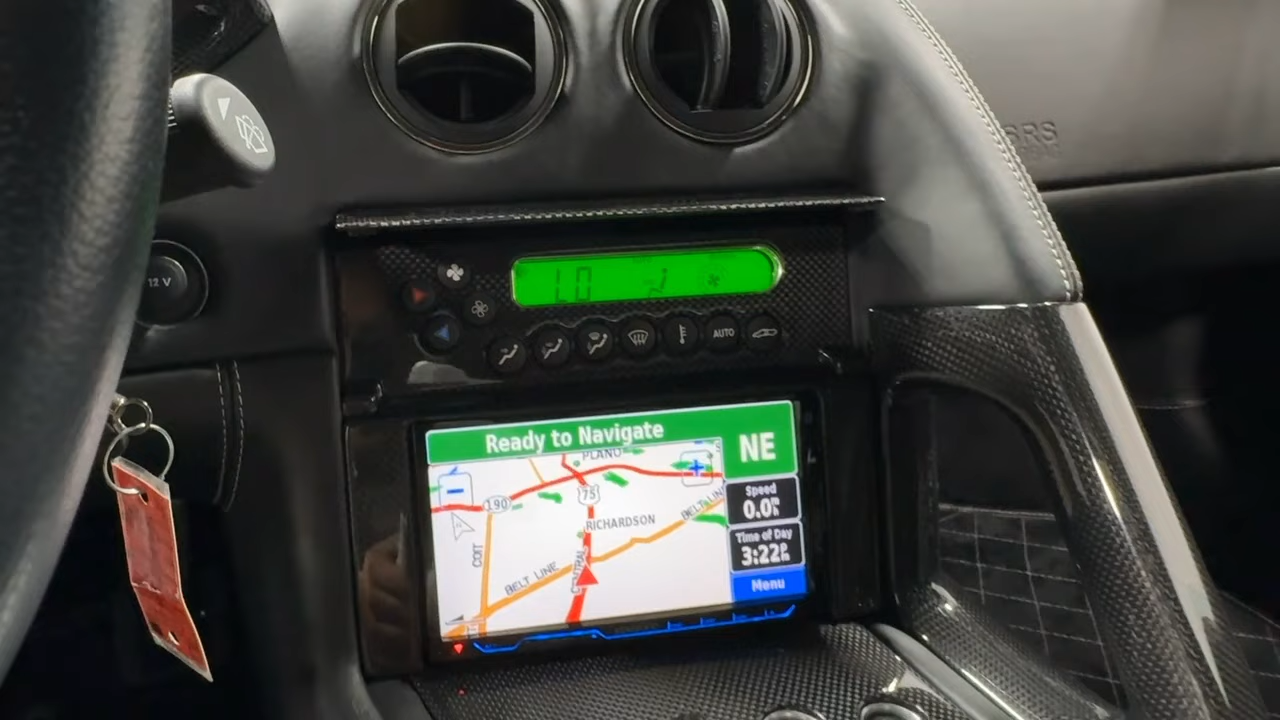 SRS
12 V
LO
AUTO
Ready to Navigate
NE
PLANO
190
75
RICHARDSON
BELT LINE
COIT
BELT LINE
CENTRAL
Speed
0.0
Time of Day
3:22
Menu